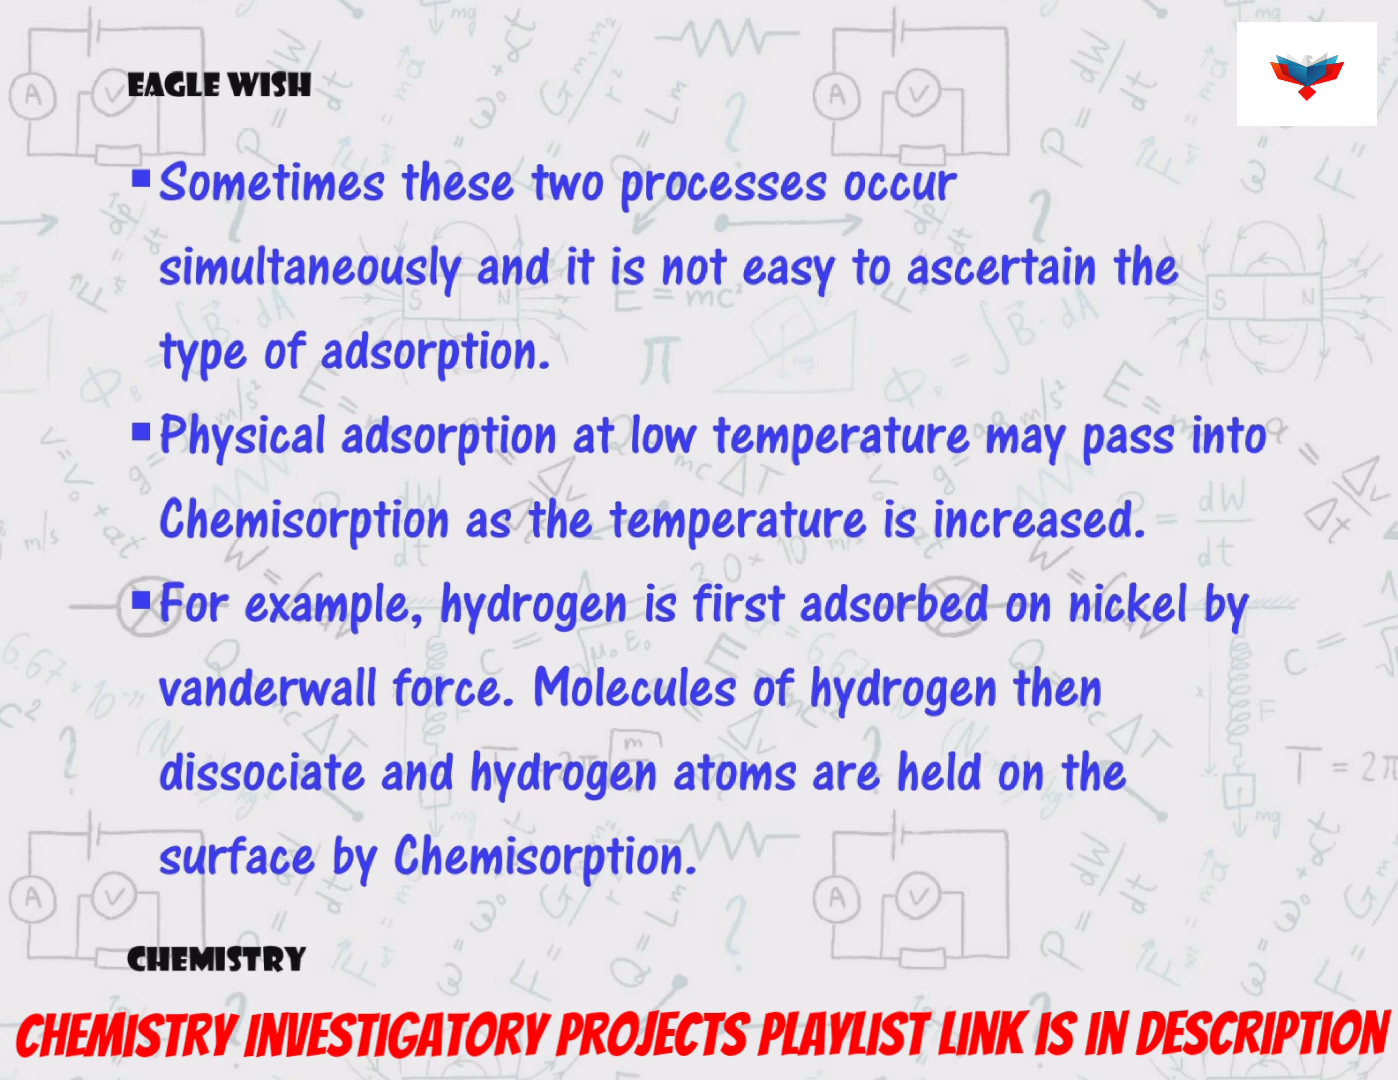 EAGLE WISH
▪Sometimes these two processes occur
simultaneously and it is not easy to ascertain the
type of adsorption.
▪Physical adsorption at low temperature may pass into
Chemisorption as the temperature is increased.
▪For example, hydrogen is first adsorbed on nickel by
vanderwall force. Molecules of hydrogen then
dissociate and hydrogen atoms are held on the
surface by Chemisorption.
CHEMISTRY
CHEMISTRY INVESTIGATORY PROJECTS PLAYLIST LINK IS IN DESCRIPTION